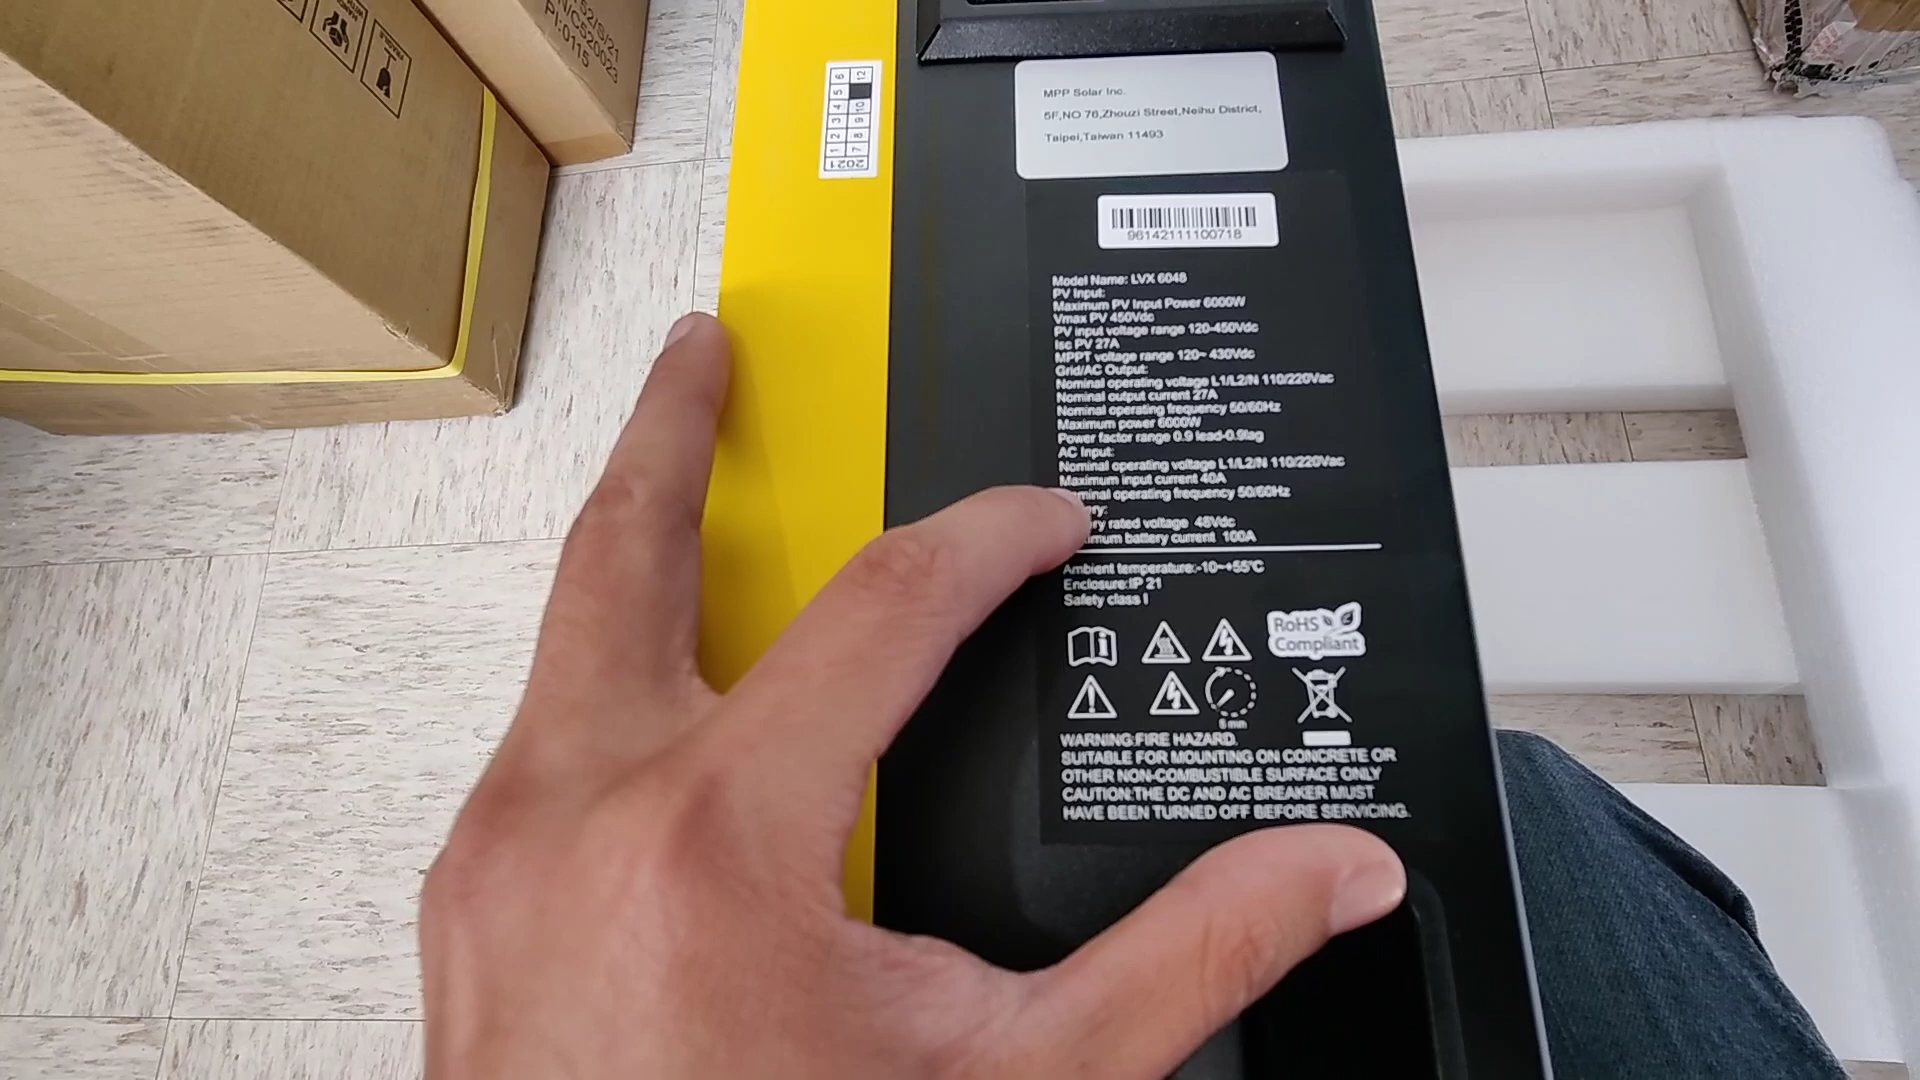 52/S/21
N/C520023
PI:0115
2021
1 2 3 4 5 6
7 8 9 10 12
MPP Solar Inc.
5F,NO 76,Zhouzi Street,Neihu District,
Taipei,Taiwan 11493
96142111100718
Model Name: LVX 6048
PV Input:
Maximum PV Input Power 6000W
Vmax PV 450Vdc
PV input voltage range 120-450Vdc
Isc PV 27A
MPPT voltage range 120~ 430Vdc
Grid/AC Output:
Nominal operating voltage L1/L2/N 110/220Vac
Nominal output current 27A
Nominal operating frequency 50/60Hz
Maximum power 6000W
Power factor range 0.9 lead-0.9lag
AC Input:
Nominal operating voltage L1/L2/N 110/220Vac
Maximum input current 40A
operating frequency 50/60Hz
rated voltage 48Vdc
battery current 100A
Ambient temperature:-10~+55℃
Enclosure:IP 21
Safety class I
RoHS
Compliant
5 min
WARNING:FIRE HAZARD.
SUITABLE FOR MOUNTING ON CONCRETE OR
OTHER NON-COMBUSTIBLE SURFACE ONLY
CAUTION:THE DC AND AC BREAKER MUST
HAVE BEEN TURNED OFF BEFORE SERVICING.